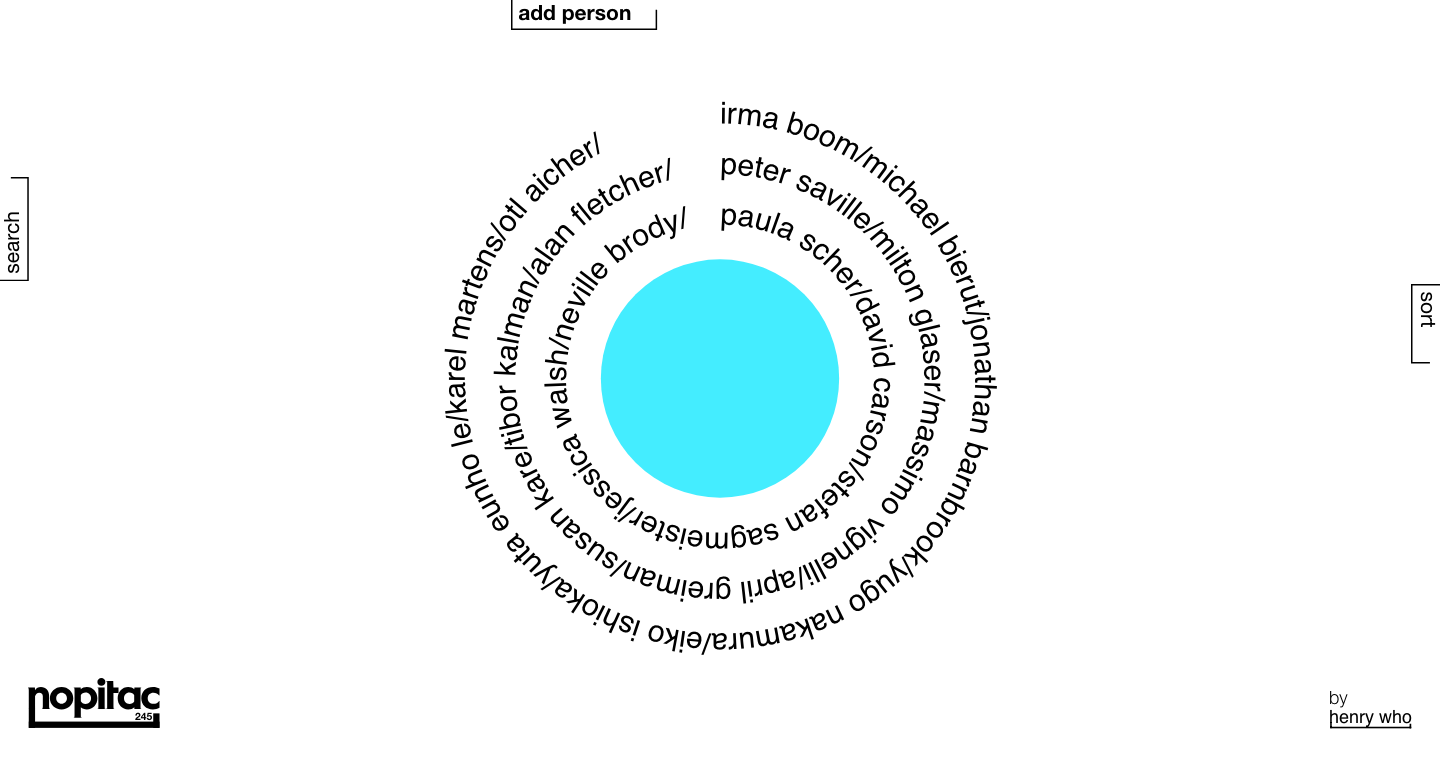 add person
search
irma boom/michael bierut/jonathan barnbrook/yugo nakamura/eiko ishioka/yuta eunho le/karel martens/otl aicher/
peter saville/milton glaser/massimo vignelli/april greiman/susan kare/tibor kalman/alan fletcher/
paula scher/david carson/stefan sagmeister/jessica walsh/neville brody/
sort
nopitac
245
by
henry who